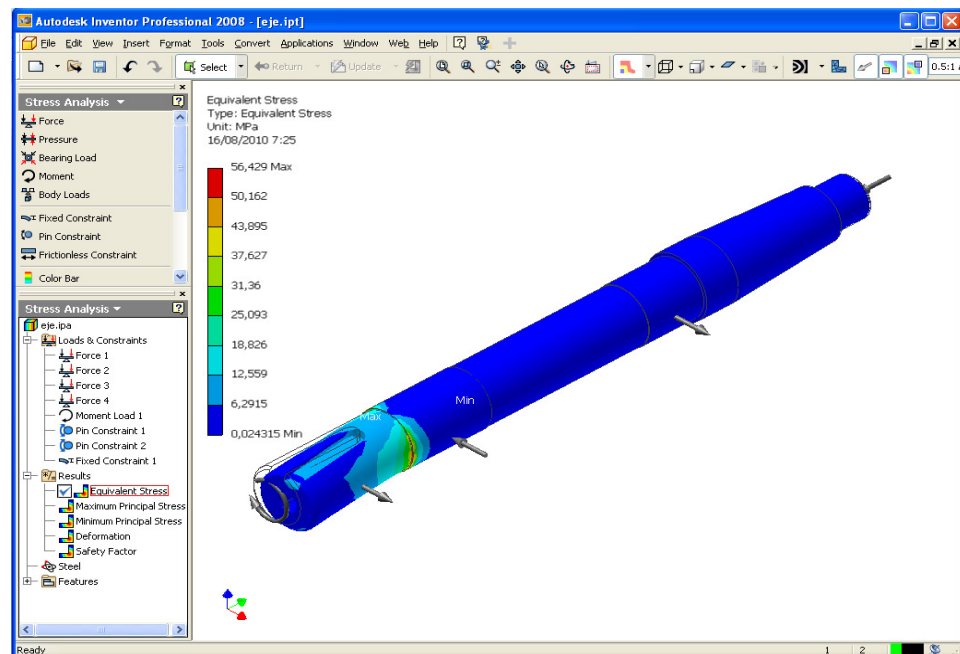 Autodesk Inventor Professional 2008 - [eje.ipt]
File Edit View Insert Format Tools Convert Applications Window Web Help
Select Return Update 0.5:1
Stress Analysis
Force
Pressure
Bearing Load
Moment
Body Loads
Fixed Constraint
Pin Constraint
Frictionless Constraint
Color Bar
Stress Analysis
eje.ipa
Loads & Constraints
Force 1
Force 2
Force 3
Force 4
Moment Load 1
Pin Constraint 1
Pin Constraint 2
Fixed Constraint 1
Results
Equivalent Stress
Maximum Principal Stress
Minimum Principal Stress
Deformation
Safety Factor
Steel
Features
Equivalent Stress
Type: Equivalent Stress
Unit: MPa
16/08/2010 7:25
56,429 Max
50,162
43,895
37,627
31,36
25,093
18,826
12,559
6,2915
0,024315 Min
Min
Max
Ready
1 2